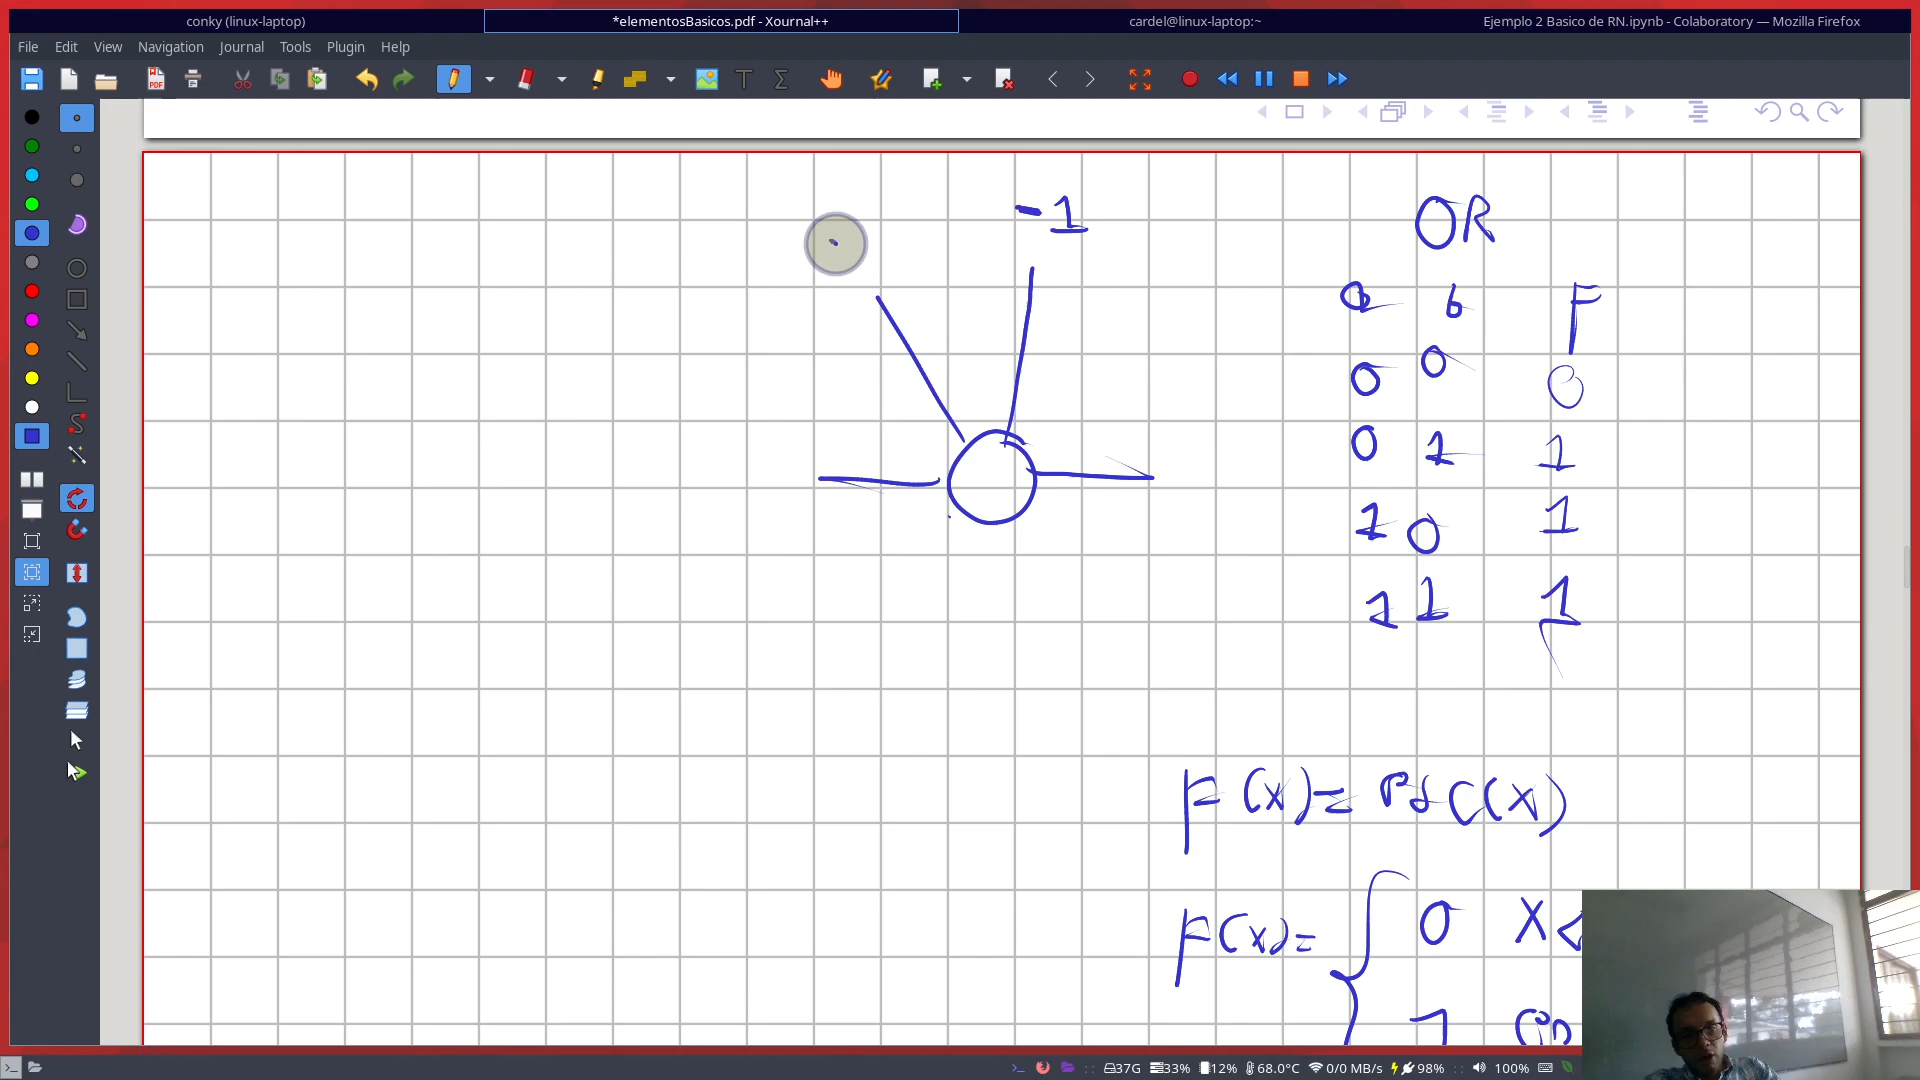 conky (linux-laptop)
*elementosBasicos.pdf - Xournal++
cardel@linux-laptop:~
Ejemplo 2 Basico de RN.ipynb - Colaboratory — Mozilla Firefox
File Edit View Navigation Journal Tools Plugin Help
PDF
-1
OR
a b F
0 0 0
0 1 1
1 0 1
1 1 1
F(x)=
F(x)= { 0 X<
1
37G 33% 12% 68.0°C 0/0 MB/s 98% 100%